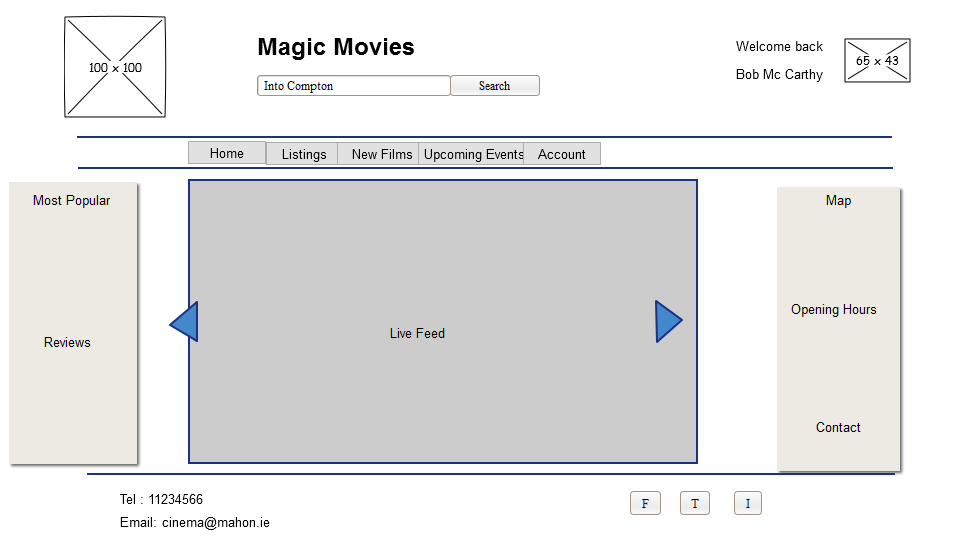 100 x 100
Magic Movies
Into Compton
Search
Welcome back
Bob Mc Carthy
65 x 43
Home
Listings
New Films
Upcoming Events
Account
Most Popular
Reviews
Live Feed
Map
Opening Hours
Contact
Tel : 11234566
Email: cinema@mahon.ie
F
T
I